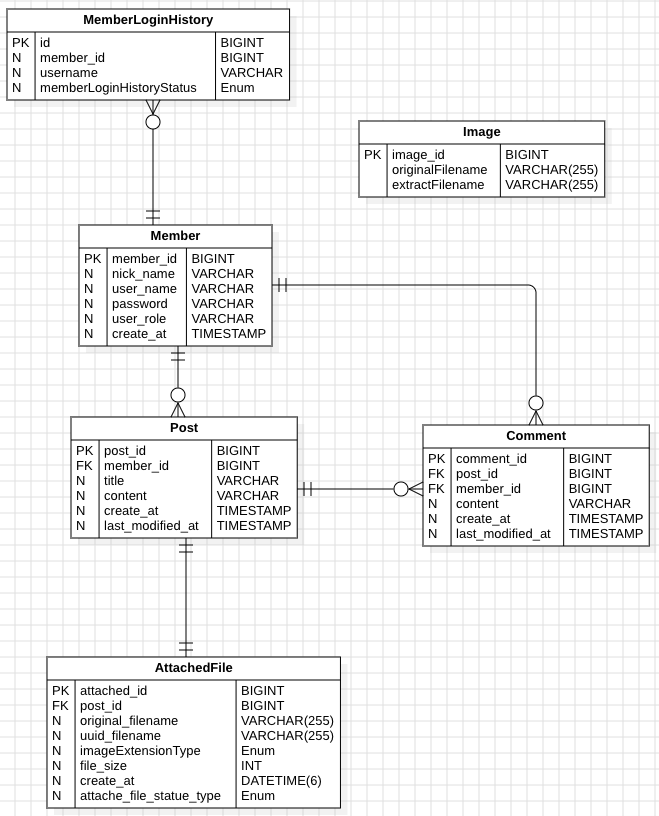 MemberLoginHistory
PK id BIGINT
N member_id BIGINT
N username VARCHAR
N memberLoginHistoryStatus Enum
Image
PK image_id BIGINT
originalFilename VARCHAR(255)
extractFilename VARCHAR(255)
Member
PK member_id BIGINT
N nick_name VARCHAR
N user_name VARCHAR
N password VARCHAR
N user_role VARCHAR
N create_at TIMESTAMP
Post
PK post_id BIGINT
FK member_id BIGINT
N title VARCHAR
N content VARCHAR
N create_at TIMESTAMP
N last_modified_at TIMESTAMP
Comment
PK comment_id BIGINT
FK post_id BIGINT
FK member_id BIGINT
N content VARCHAR
N create_at TIMESTAMP
N last_modified_at TIMESTAMP
AttachedFile
PK attached_id BIGINT
FK post_id BIGINT
N original_filename VARCHAR(255)
N uuid_filename VARCHAR(255)
N imageExtensionType Enum
N file_size INT
N create_at DATETIME(6)
N attache_file_statue_type Enum